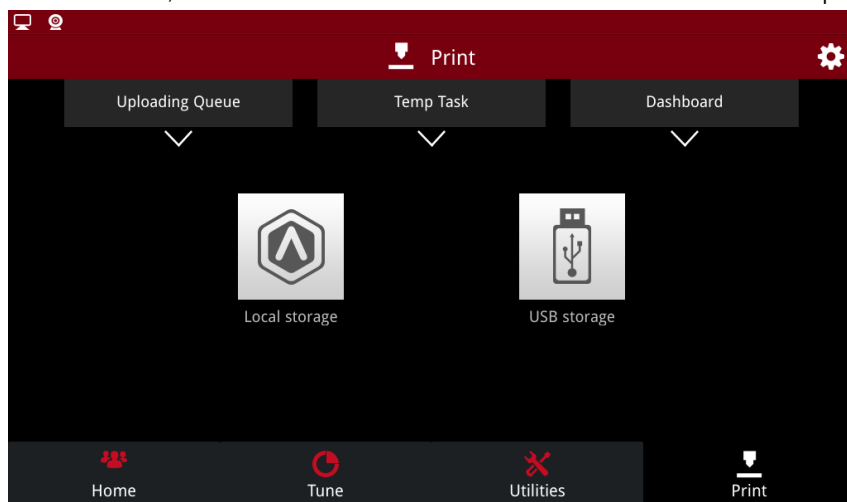 Print
Uploading Queue
Temp Task
Dashboard
Local storage
USB storage
Home
Tune
Utilities
Print